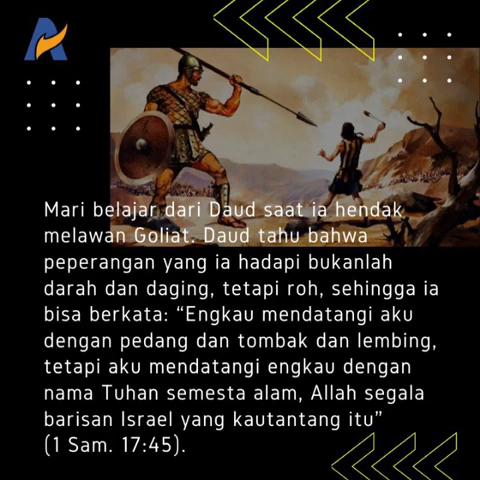 Mari belajar dari Daud saat ia hendak
melawan Goliat. Daud tahu bahwa
peperangan yang ia hadapi bukanlah
darah dan daging, tetapi roh, sehingga ia
bisa berkata: “Engkau mendatangi aku
dengan pedang dan tombak dan lembing,
tetapi aku mendatangi engkau dengan
nama Tuhan semesta alam, Allah segala
barisan Israel yang kautantang itu”
(1 Sam. 17:45).